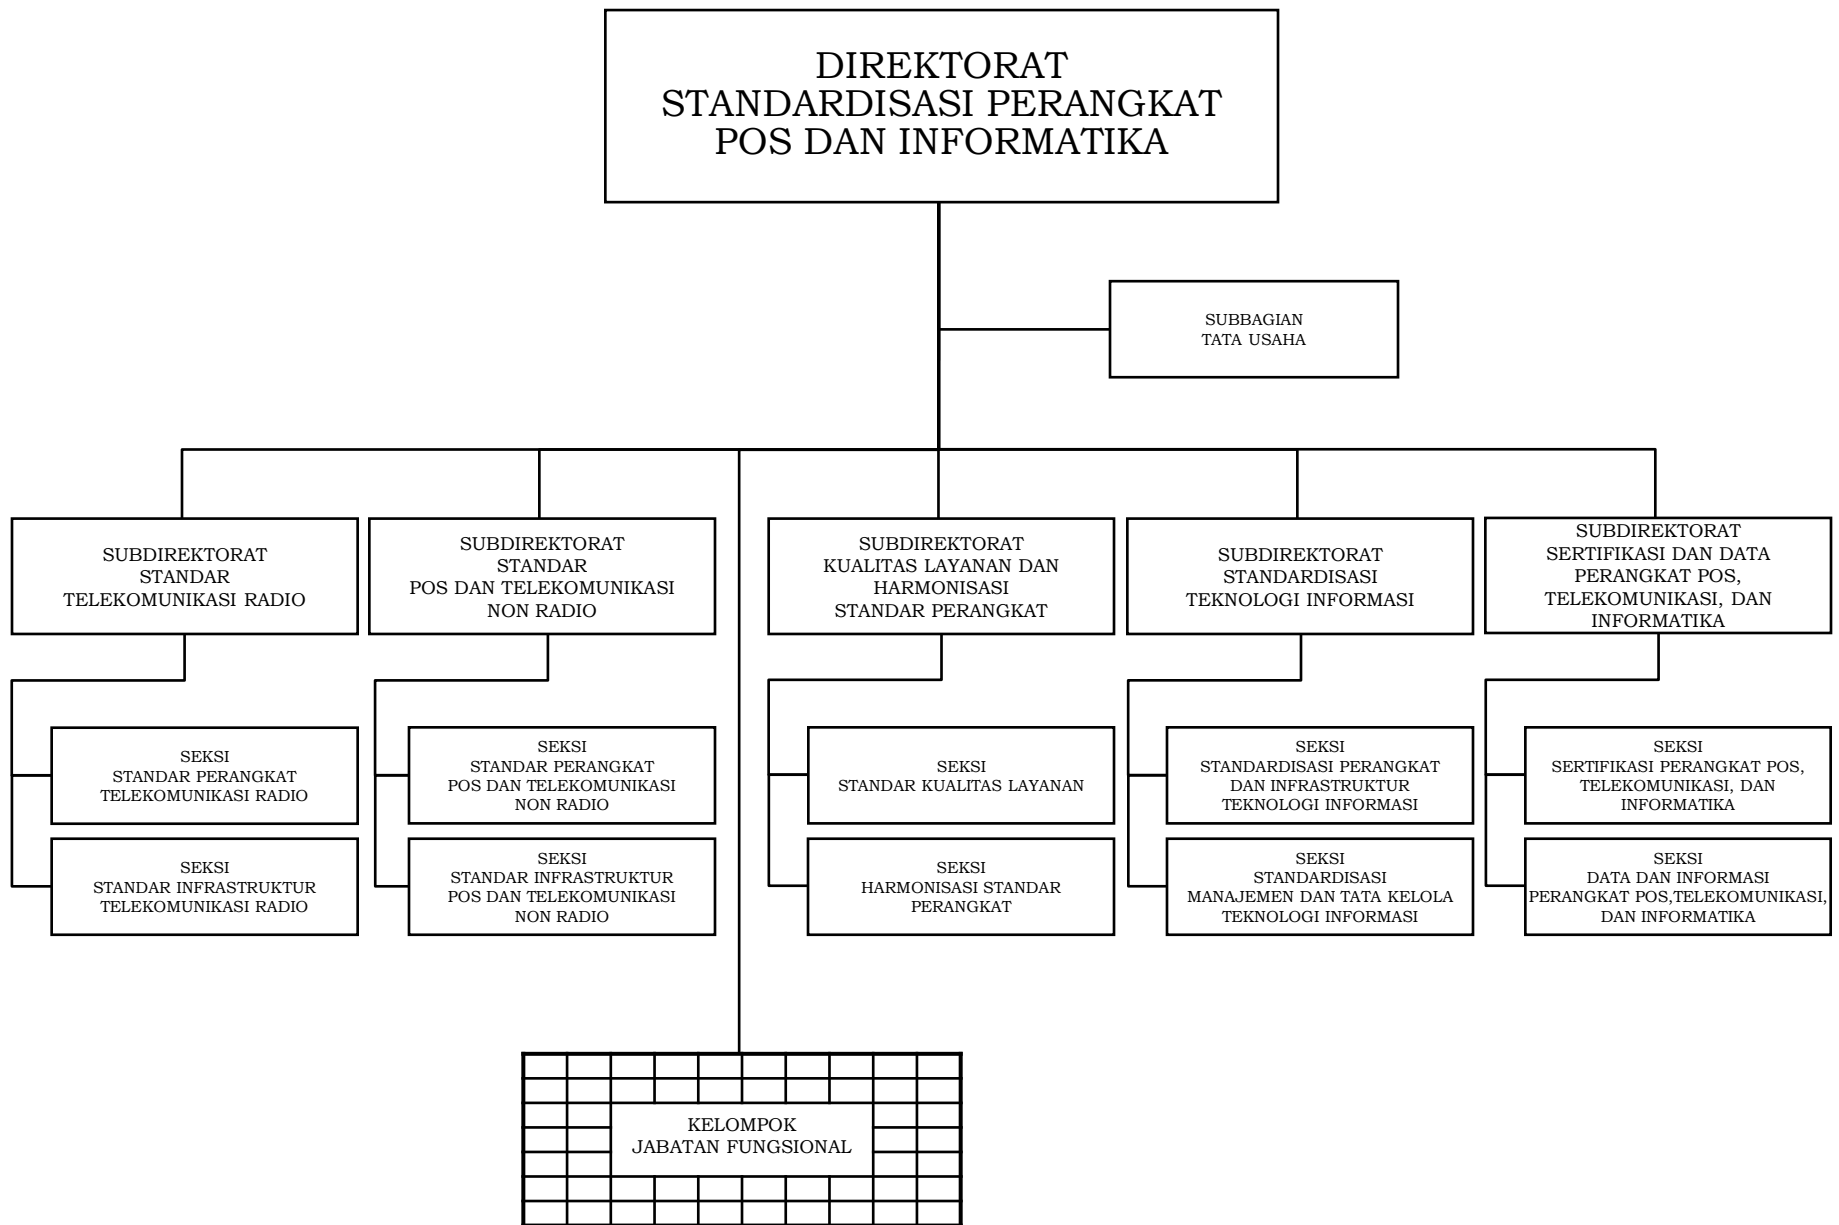 DIREKTORAT
STANDARDISASI PERANGKAT
POS DAN INFORMATIKA
SUBBAGIAN
TATA USAHA
SUBDIREKTORAT
STANDAR
TELEKOMUNIKASI RADIO
SUBDIREKTORAT
STANDAR
POS DAN TELEKOMUNIKASI
NON RADIO
SUBDIREKTORAT
KUALITAS LAYANAN DAN
HARMONISASI
STANDAR PERANGKAT
SUBDIREKTORAT
STANDARDISASI
TEKNOLOGI INFORMASI
SUBDIREKTORAT
SERTIFIKASI DAN DATA
PERANGKAT POS,
TELEKOMUNIKASI, DAN
INFORMATIKA
SEKSI
STANDAR PERANGKAT
TELEKOMUNIKASI RADIO
SEKSI
STANDAR PERANGKAT
POS DAN TELEKOMUNIKASI
NON RADIO
SEKSI
STANDAR KUALITAS LAYANAN
SEKSI
STANDARDISASI PERANGKAT
DAN INFRASTRUKTUR
TEKNOLOGI INFORMASI
SEKSI
SERTIFIKASI PERANGKAT POS,
TELEKOMUNIKASI, DAN
INFORMATIKA
SEKSI
STANDAR INFRASTRUKTUR
TELEKOMUNIKASI RADIO
SEKSI
STANDAR INFRASTRUKTUR
POS DAN TELEKOMUNIKASI
NON RADIO
SEKSI
HARMONISASI STANDAR
PERANGKAT
SEKSI
STANDARDISASI
MANAJEMEN DAN TATA KELOLA
TEKNOLOGI INFORMASI
SEKSI
DATA DAN INFORMASI
PERANGKAT POS,TELEKOMUNIKASI,
DAN INFORMATIKA
KELOMPOK
JABATAN FUNGSIONAL